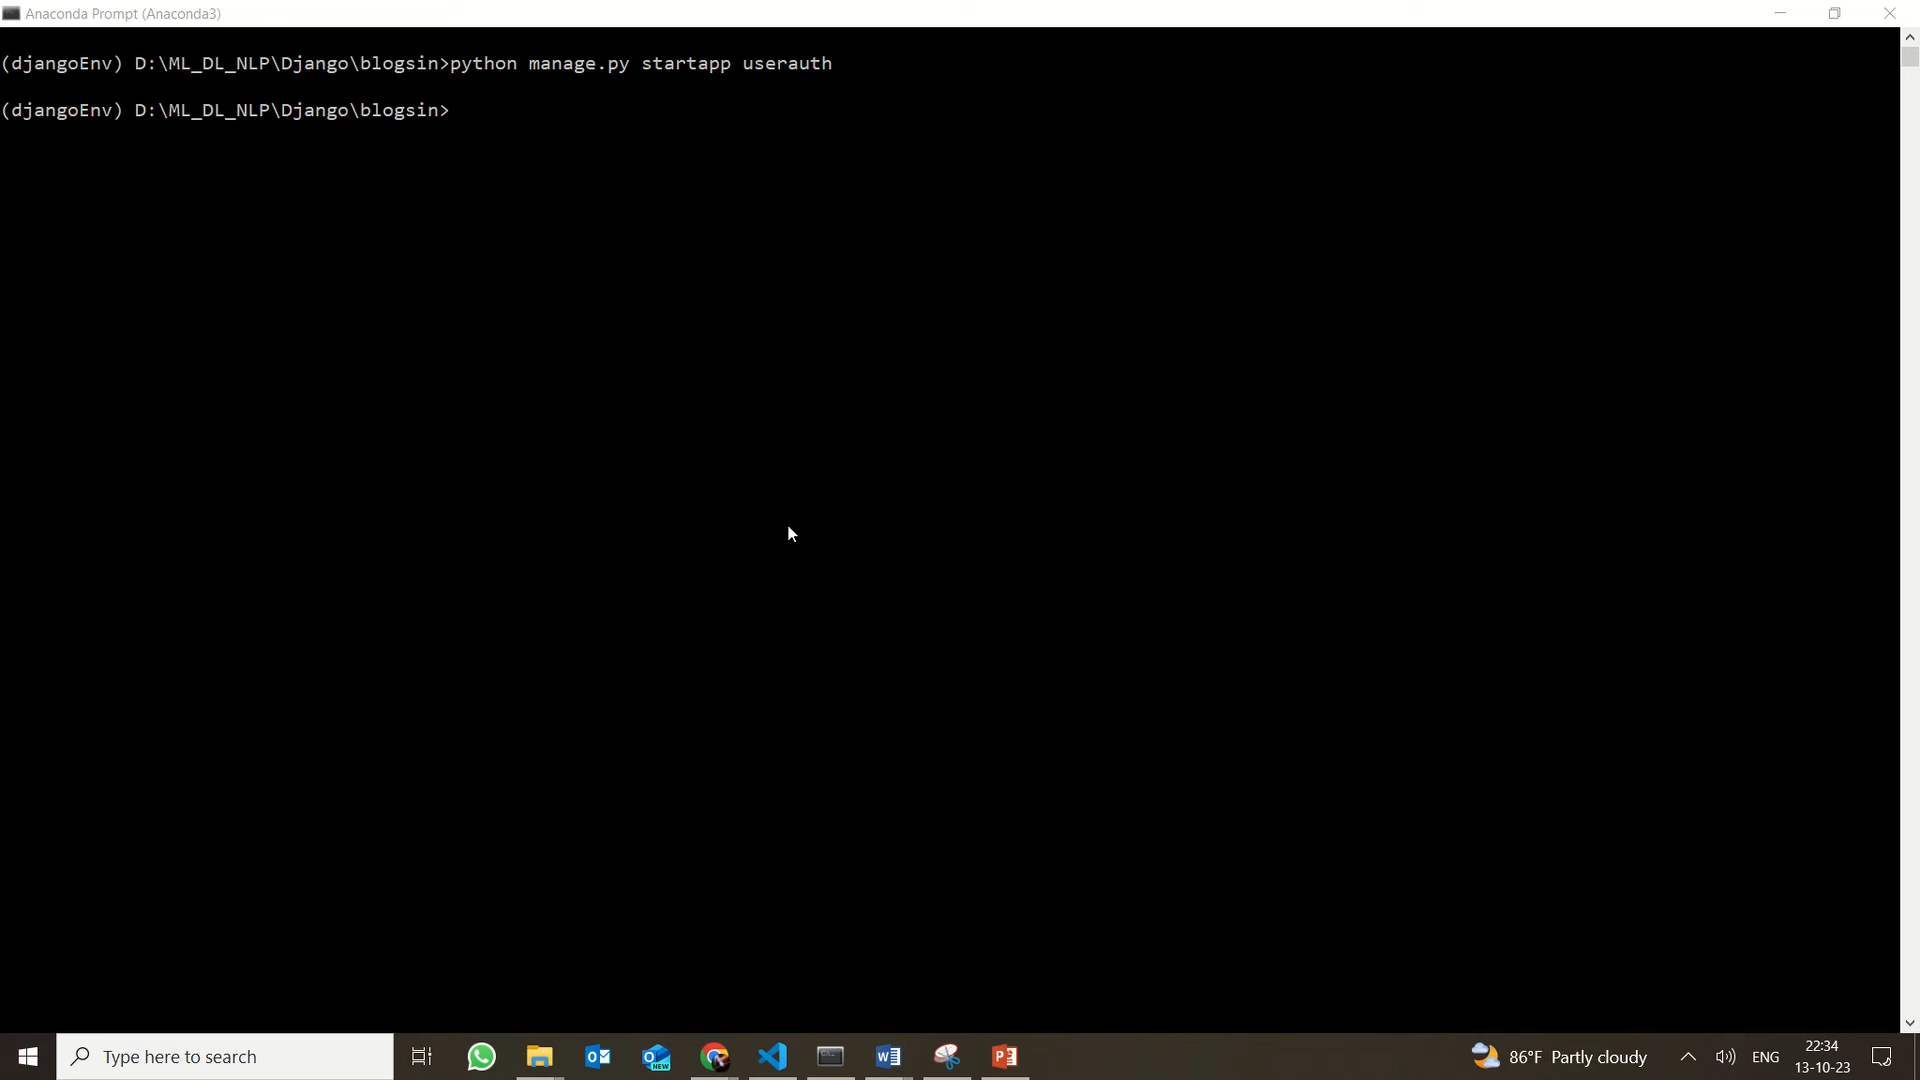 Anaconda Prompt (Anaconda3)
(djangoEnv) D:\ML_DL_NLP\Django\blogsin>python manage.py startapp userauth
(djangoEnv) D:\ML_DL_NLP\Django\blogsin>
Type here to search
NEW
86°F Partly cloudy
ENG
22:34
13-10-23